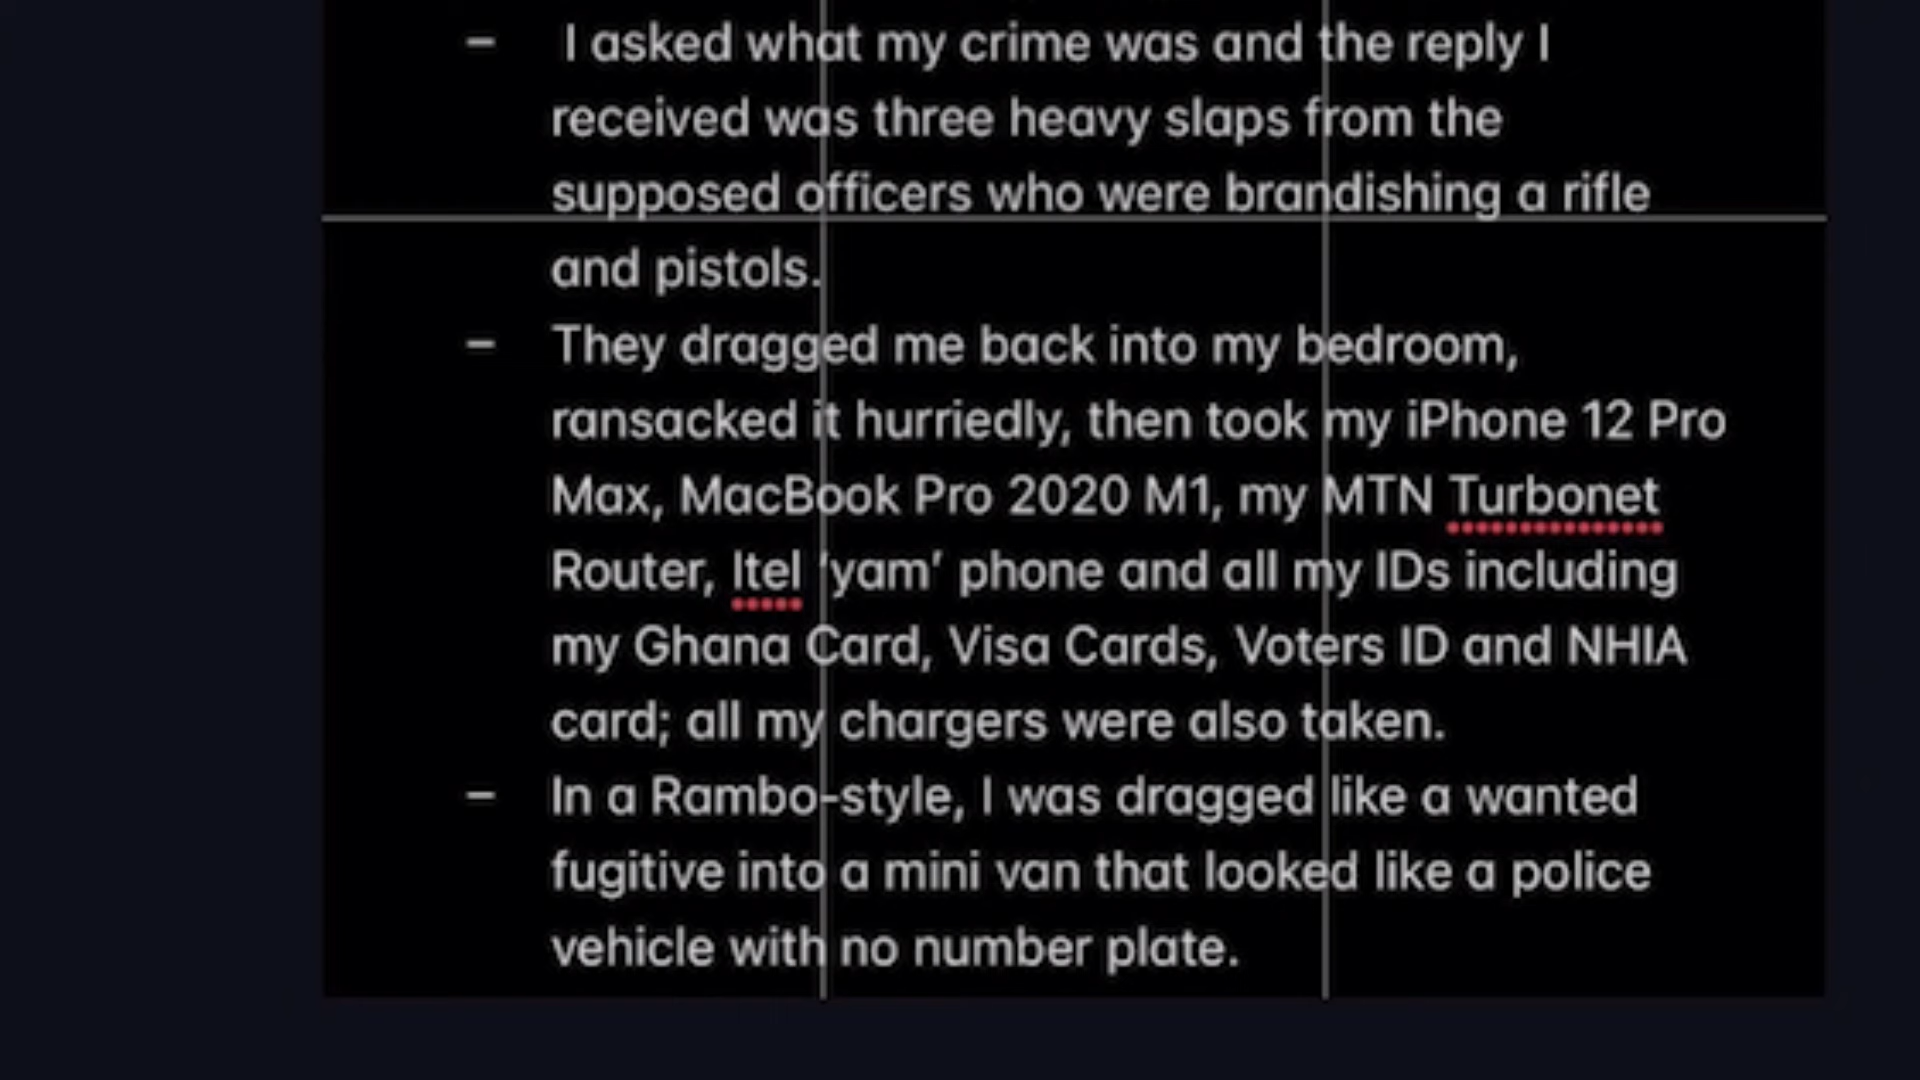 – I asked what my crime was and the reply I
received was three heavy slaps from the
supposed officers who were brandishing a rifle
and pistols.
– They dragged me back into my bedroom,
ransacked it hurriedly, then took my iPhone 12 Pro
Max, MacBook Pro 2020 M1, my MTN Turbonet
Router, Itel ‘yam’ phone and all my IDs including
my Ghana Card, Visa Cards, Voters ID and NHIA
card; all my chargers were also taken.
– In a Rambo-style, I was dragged like a wanted
fugitive into a mini van that looked like a police
vehicle with no number plate.